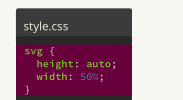 style.css
svg {
  height: auto;
  width: 50%;
}